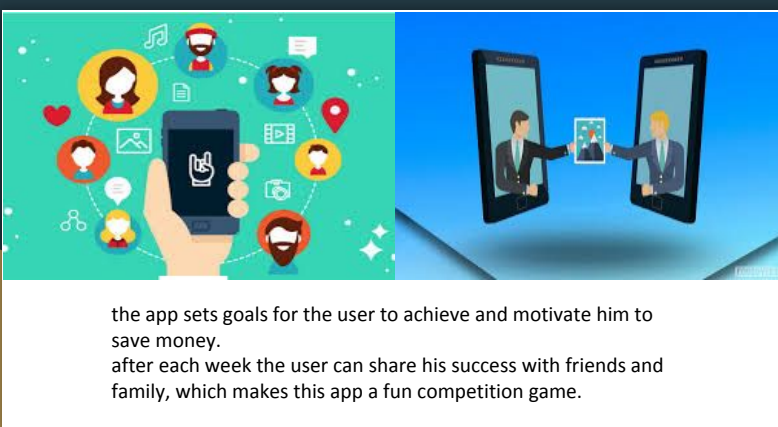 the app sets goals for the user to achieve and motivate him to
save money.
after each week the user can share his success with friends and
family, which makes this app a fun competition game.